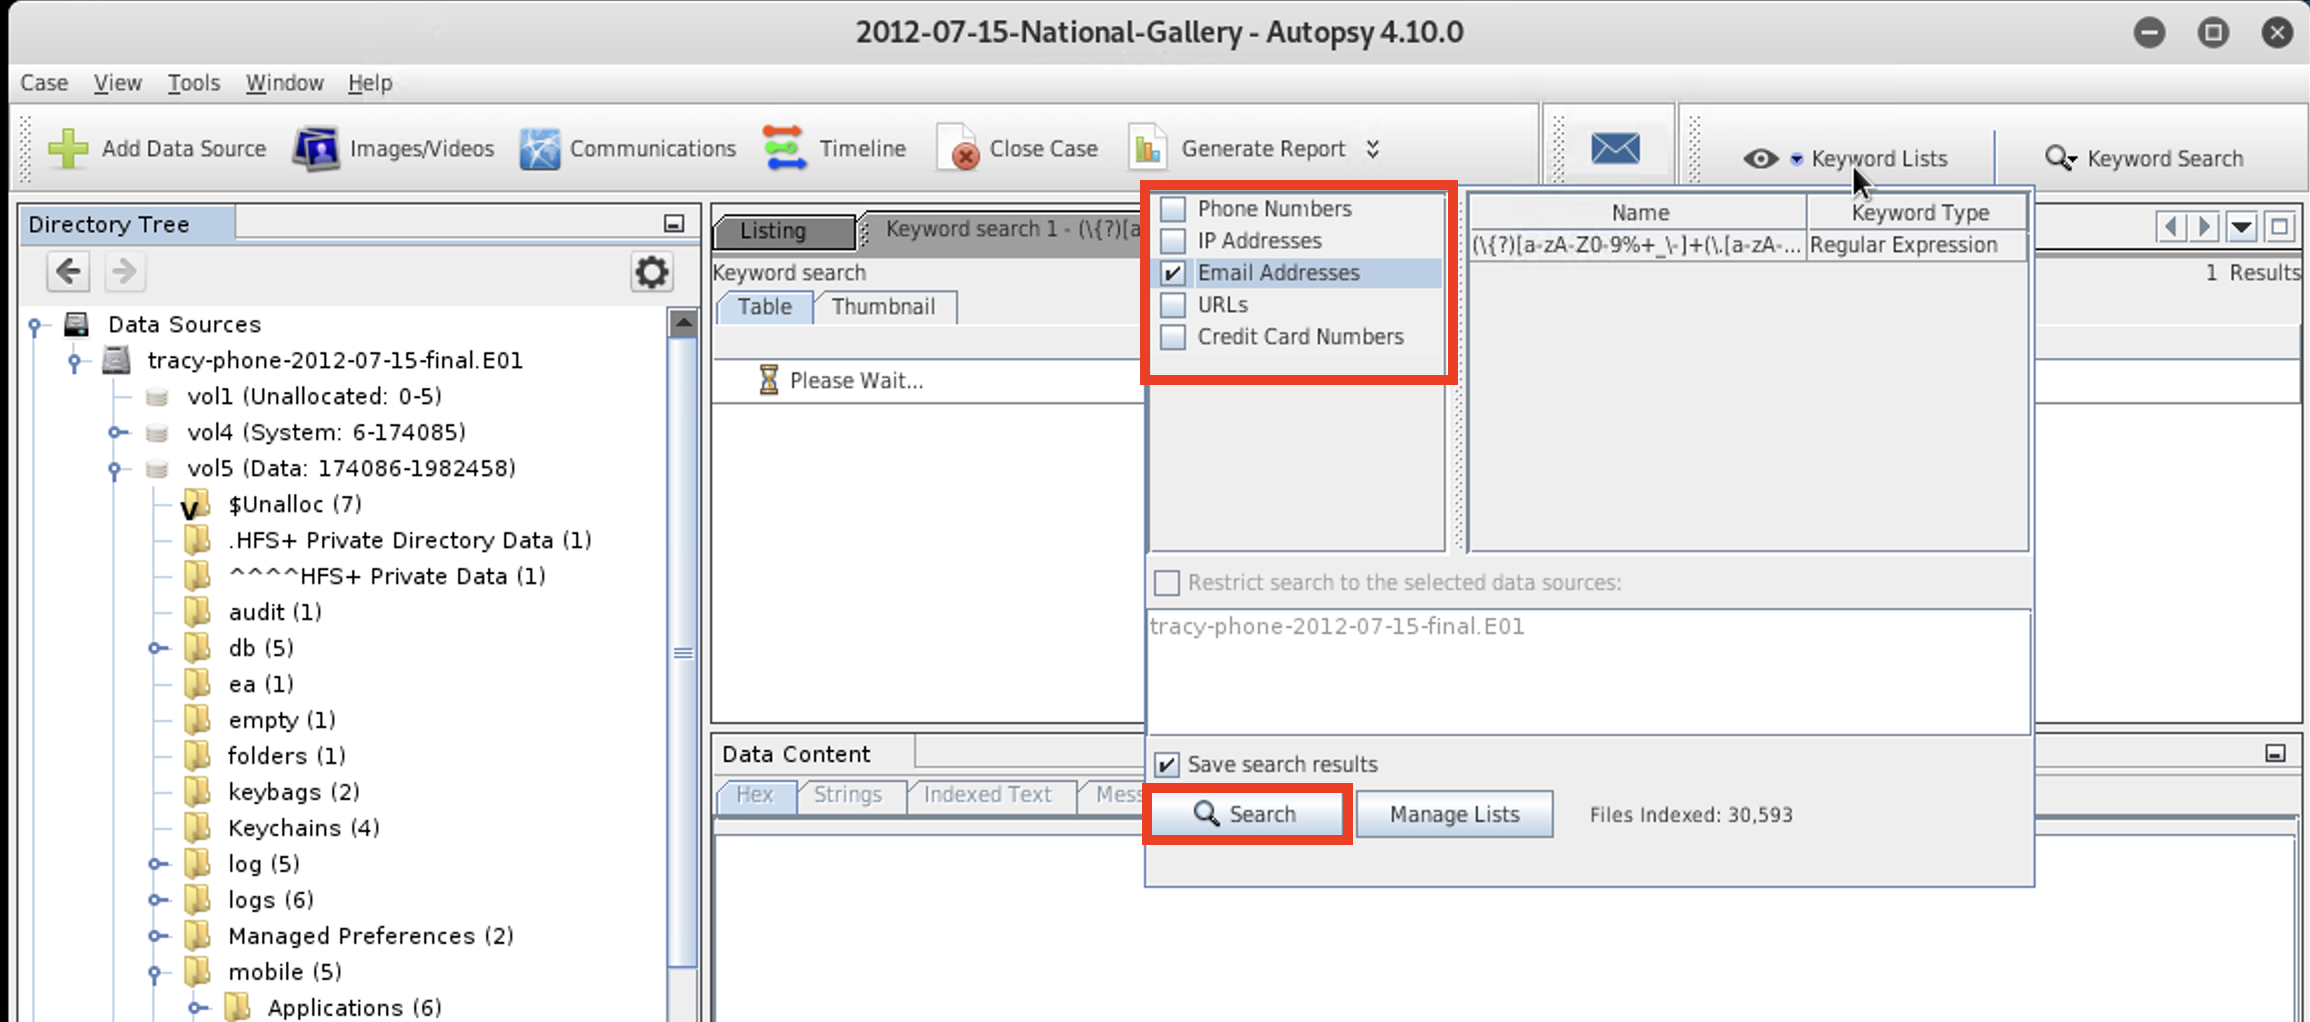 2012-07-15-National-Gallery - Autopsy 4.10.0
Case View Tools Window Help
Add Data Source Images/Videos Communications Timeline Close Case Generate Report Keyword Lists Keyword Search
Directory Tree
Data Sources
tracy-phone-2012-07-15-final.E01
vol1 (Unallocated: 0-5)
vol4 (System: 6-174085)
vol5 (Data: 174086-1982458)
$Unalloc (7)
.HFS+ Private Directory Data (1)
^^^^HFS+ Private Data (1)
audit (1)
db (5)
ea (1)
empty (1)
folders (1)
keybags (2)
Keychains (4)
log (5)
logs (6)
Managed Preferences (2)
mobile (5)
Applications (6)
Listing Keyword search 1 - (\{?)[a
Keyword search
1 Results
Table Thumbnail
Please Wait...
Phone Numbers
IP Addresses
Email Addresses
URLs
Credit Card Numbers
Name Keyword Type
(\{?)[a-zA-Z0-9%+_\-]+(\.[a-zA-... Regular Expression
Restrict search to the selected data sources:
tracy-phone-2012-07-15-final.E01
Save search results
Search Manage Lists Files Indexed: 30,593
Data Content
Hex Strings Indexed Text Mess